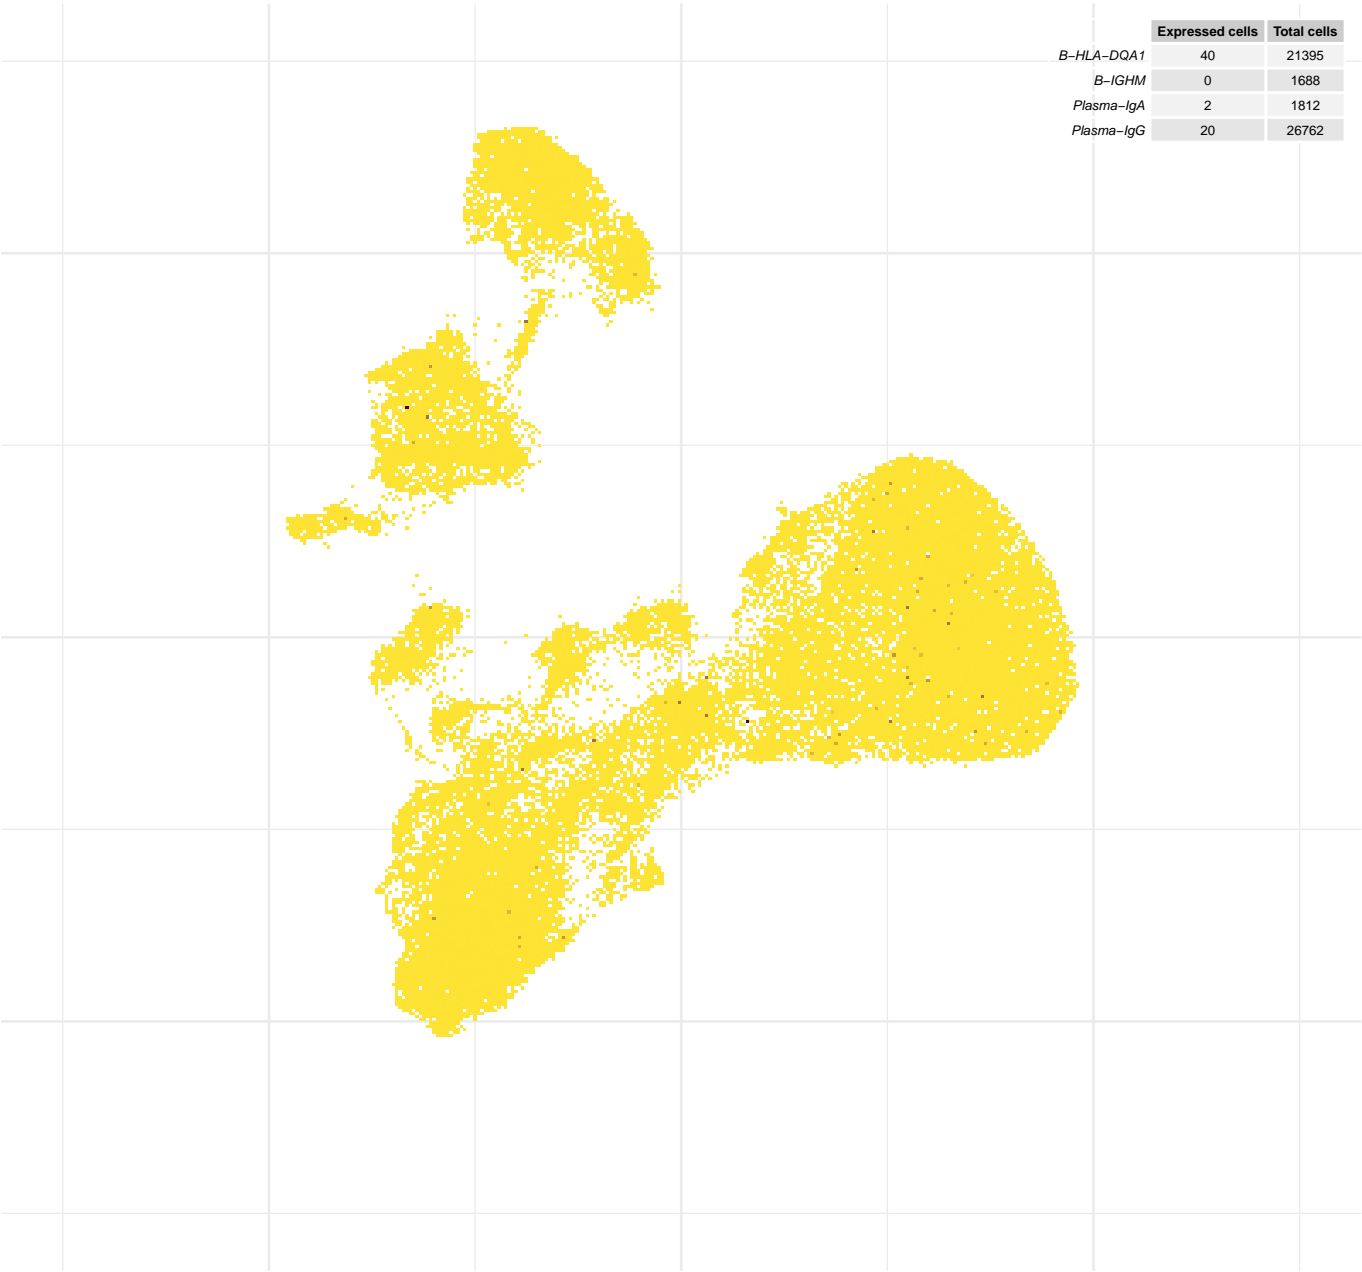 Expressed cells Total cells
B−HLA−DQA1 40 21395
B−IGHM 0 1688
Plasma−IgA 2 1812
Plasma−IgG 20 26762